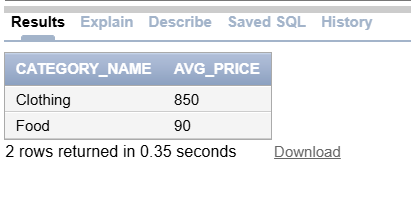 Results Explain Describe Saved SQL History
CATEGORY_NAME AVG_PRICE
Clothing 850
Food 90
2 rows returned in 0.35 seconds Download